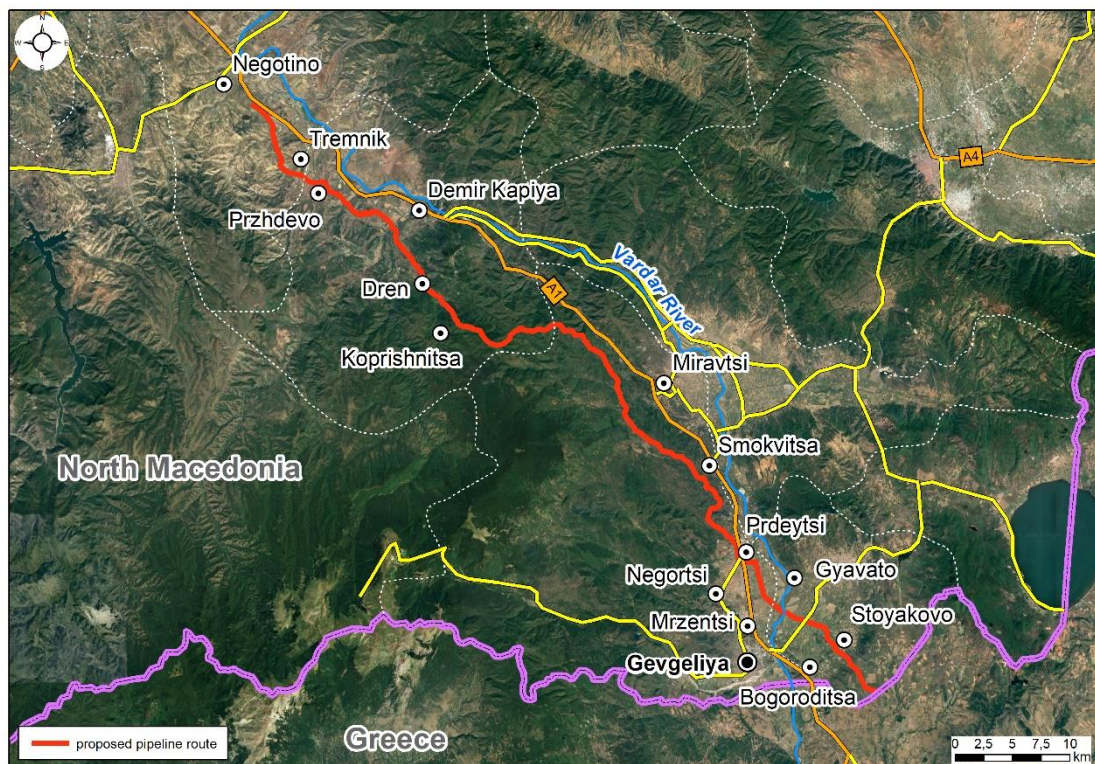 N
W E
S
Negotino
Tremnik
A4
Przhdevo
Demir Kapiya
Vardar River
Dren
A1
Koprishnitsa
Miravtsi
Smokvitsa
North Macedonia
Prdeytsi
Negortsi
Gyavato
Mrzentsi
Stoyakovo
Gevgeliya
Bogoroditsa
Greece
proposed pipeline route
0 2,5 5 7,5 10
km